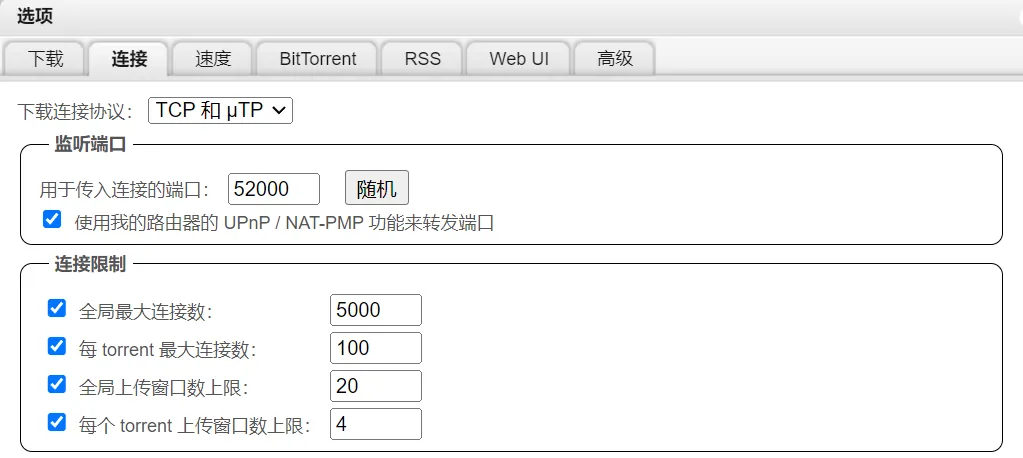 选项
下载 连接 速度 BitTorrent RSS Web UI 高级
下载连接协议： TCP 和 μTP
监听端口
用于传入连接的端口： 52000 随机
使用我的路由器的 UPnP / NAT-PMP 功能来转发端口
连接限制
全局最大连接数： 5000
每 torrent 最大连接数： 100
全局上传窗口数上限： 20
每个 torrent 上传窗口数上限： 4